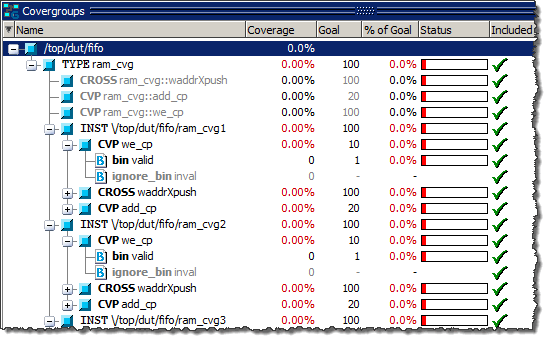 Covergroups
Name Coverage Goal % of Goal Status Included
/top/dut/fifo 0.0%
TYPE ram_cvg 0.00% 100 0.0%
CROSS ram_cvg::waddrXpush 0.00% 100 0.0%
CVP ram_cvg::add_cp 0.00% 20 0.0%
CVP ram_cvg::we_cp 0.00% 100 0.0%
INST \/top/dut/fifo/ram_cvg1 0.00% 100 0.0%
CVP we_cp 0.00% 10 0.0%
B bin valid 0 1 0.0%
B ignore_bin inval 0 - -
CROSS waddrXpush 0.00% 100 0.0%
CVP add_cp 0.00% 20 0.0%
INST \/top/dut/fifo/ram_cvg2 0.00% 100 0.0%
CVP we_cp 0.00% 10 0.0%
B bin valid 0 1 0.0%
B ignore_bin inval 0 - -
CROSS waddrXpush 0.00% 100 0.0%
CVP add_cp 0.00% 20 0.0%
INST \/top/dut/fifo/ram_cvg3 0.00% 100 0.0%